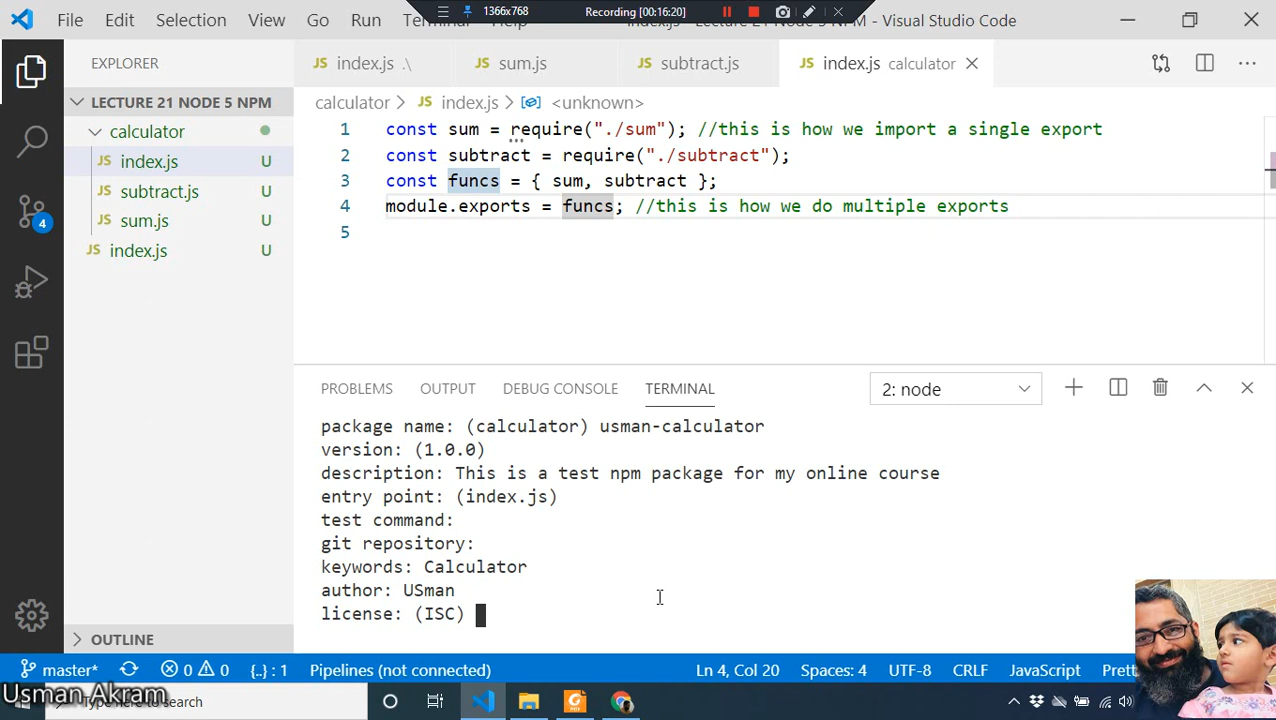 File Edit Selection View Go Run Terminal
1366x768 Recording [00:16:20]
- Visual Studio Code
EXPLORER
index.js .\ sum.js subtract.js index.js calculator
LECTURE 21 NODE 5 NPM
calculator > index.js > <unknown>
calculator
index.js U
subtract.js U
sum.js U
index.js U
4
1 const sum = require("./sum"); //this is how we import a single export
2 const subtract = require("./subtract");
3 const funcs = { sum, subtract };
4 module.exports = funcs; //this is how we do multiple exports
5
PROBLEMS OUTPUT DEBUG CONSOLE TERMINAL 2: node
package name: (calculator) usman-calculator
version: (1.0.0)
description: This is a test npm package for my online course
entry point: (index.js)
test command:
git repository:
keywords: Calculator
author: USman
license: (ISC)
OUTLINE
master* 0 0 {..} : 1 Pipelines (not connected) Ln 4, Col 20 Spaces: 4 UTF-8 CRLF JavaScript
Usman Akram
here to search